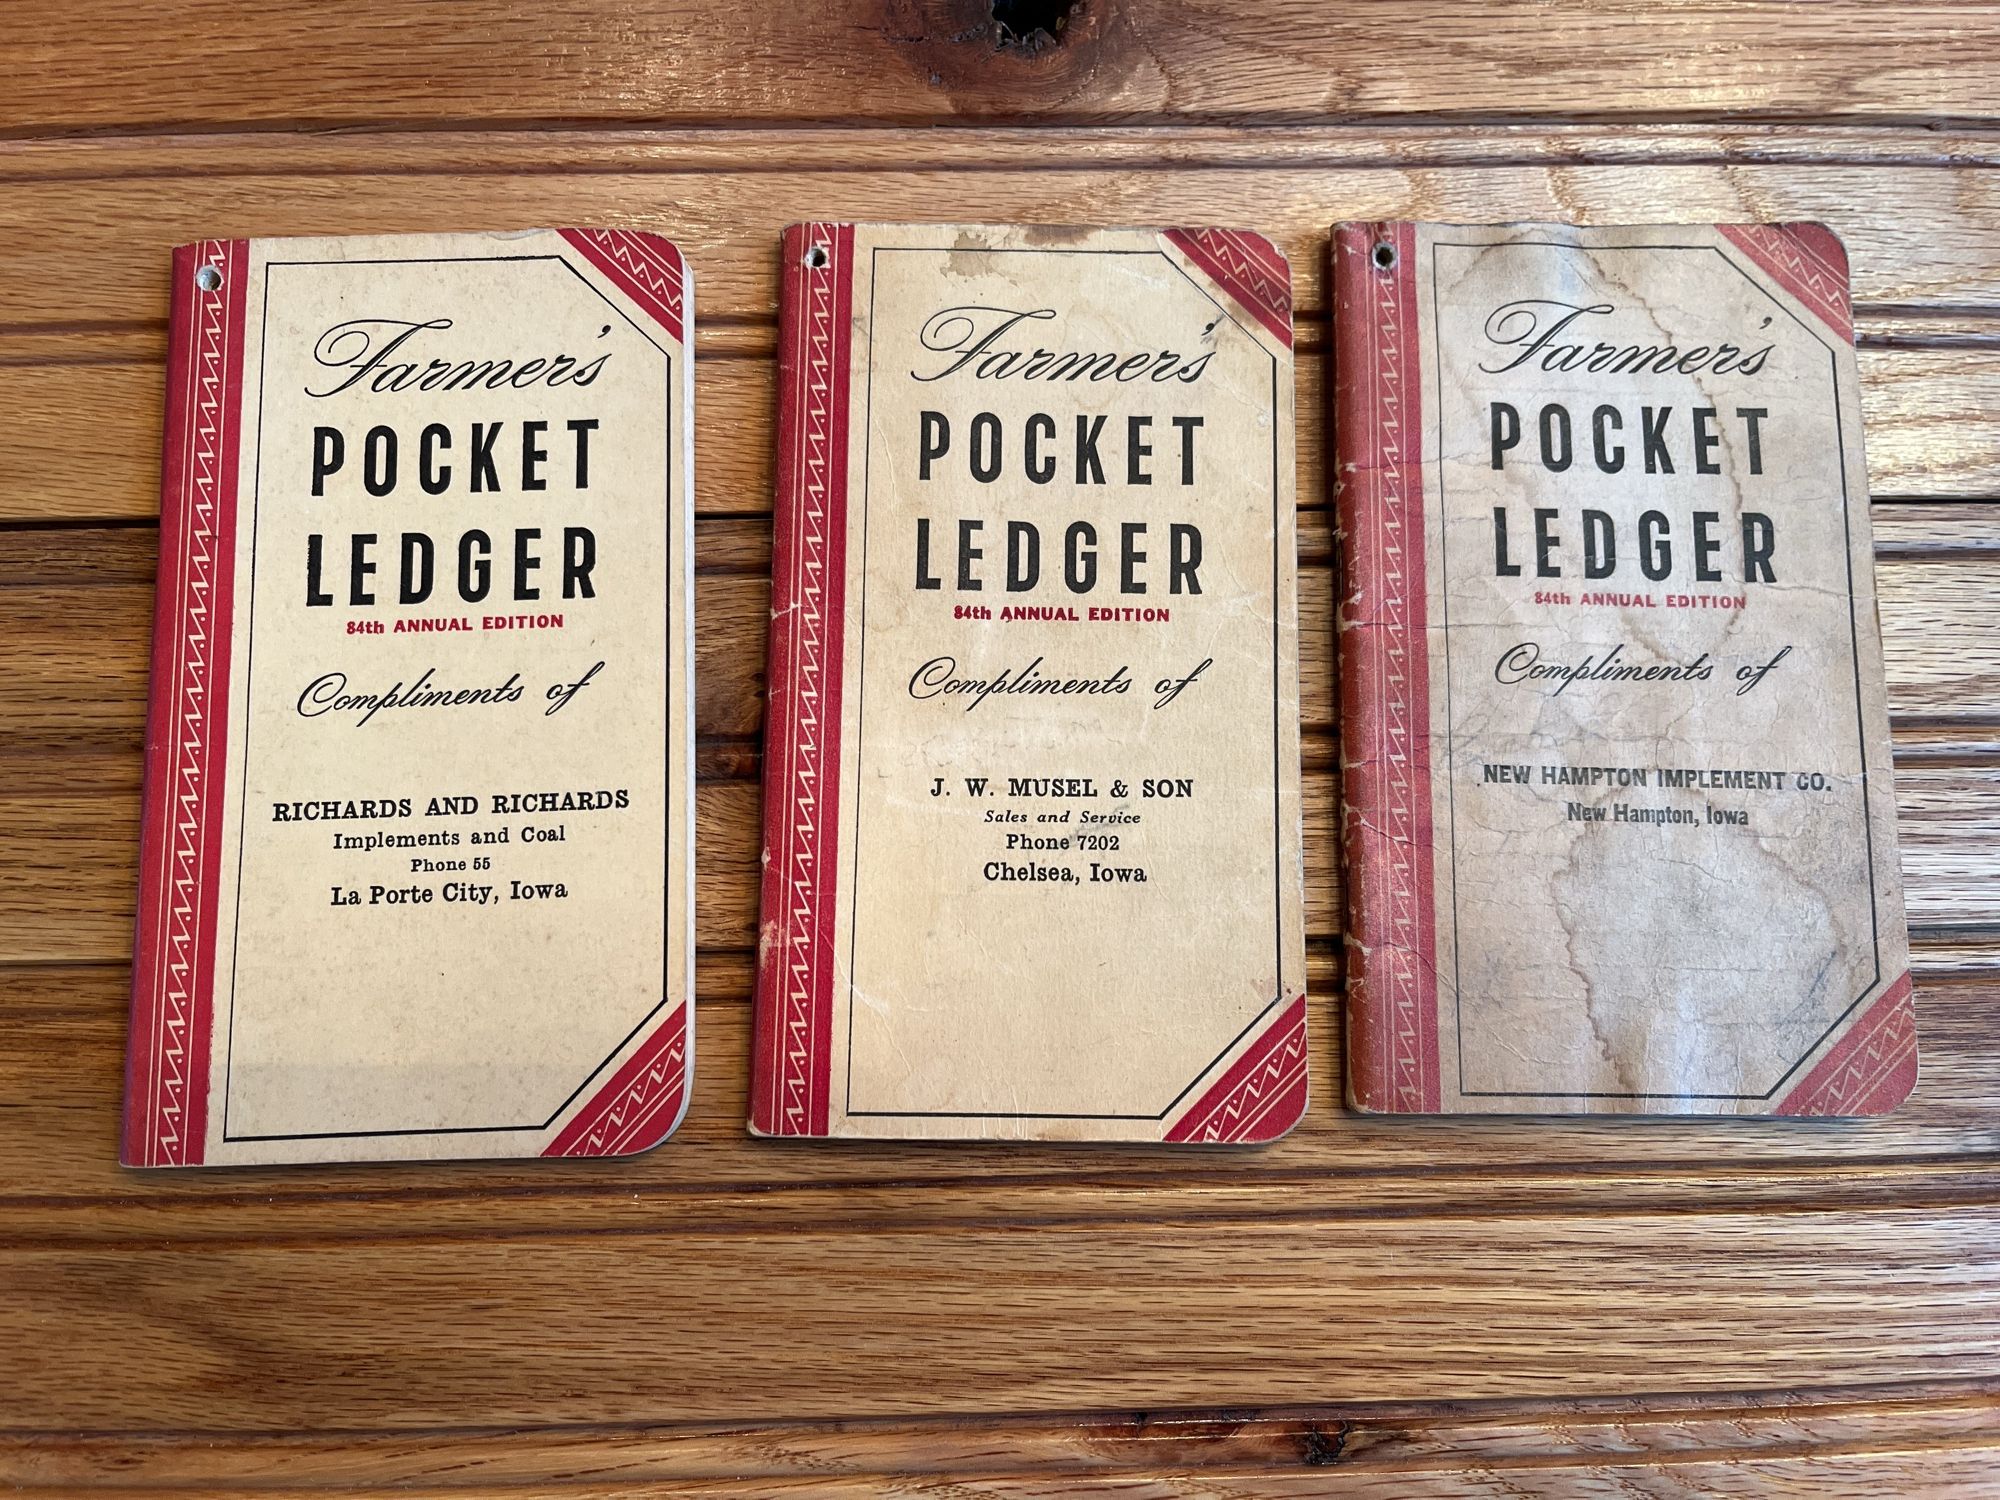 Farmer's
POCKET
LEDGER
84th ANNUAL EDITION
Compliments of
RICHARDS AND RICHARDS
Implements and Coal
Phone 55
La Porte City, Iowa
Farmer's
POCKET
LEDGER
84th ANNUAL EDITION
Compliments of
J. W. MUSEL & SON
Sales and Service
Phone 7202
Chelsea, Iowa
Farmer's
POCKET
LEDGER
84th ANNUAL EDITION
Compliments of
NEW HAMPTON IMPLEMENT CO.
New Hampton, Iowa